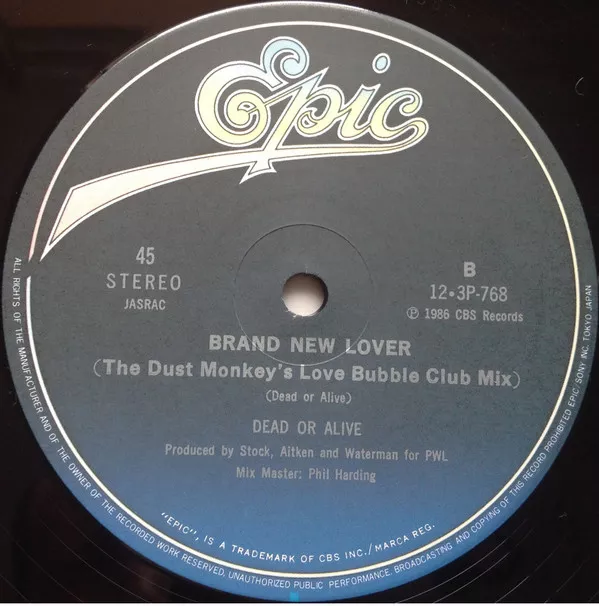 Epic
45
STEREO
JASRAC
B
12•3P-768
Ⓟ 1986 CBS Records
BRAND NEW LOVER
(The Dust Monkey's Love Bubble Club Mix)
(Dead or Alive)
DEAD OR ALIVE
Produced by Stock, Aitken and Waterman for PWL
Mix Master: Phil Harding
"EPIC", IS A TRADEMARK OF CBS INC./MARCA REG.
ALL RIGHTS OF THE MANUFACTURER AND OF THE OWNER OF THE RECORDED WORK RESERVED. UNAUTHORIZED PUBLIC PERFORMANCE, BROADCASTING AND COPYING OF THIS RECORD PROHIBITED EPIC/SONY INC. TOKYO JAPAN